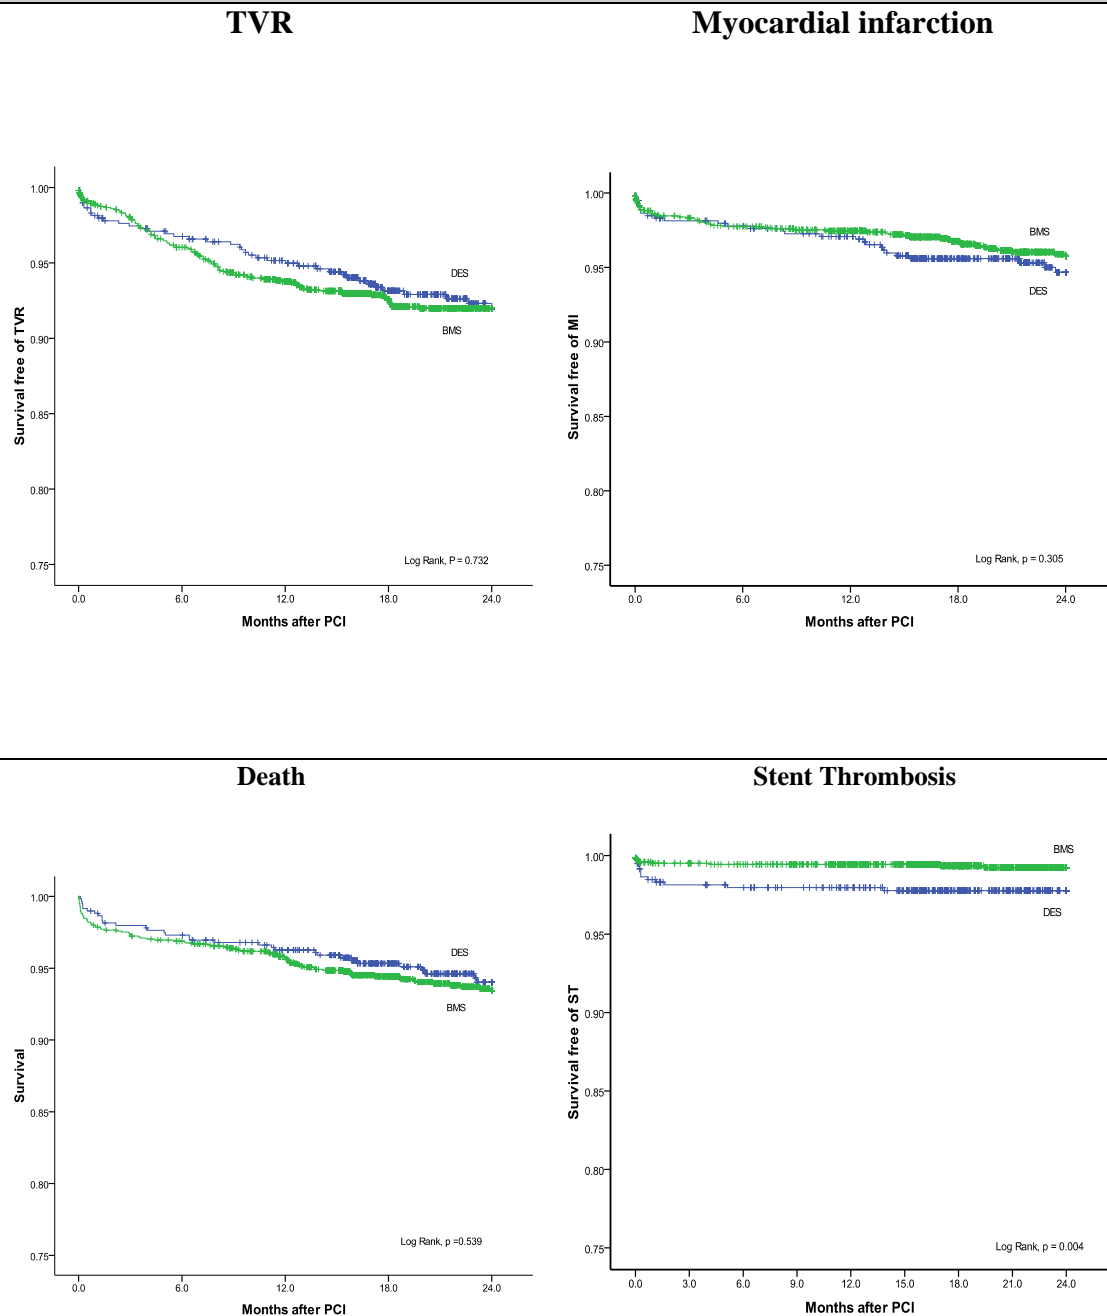 TVR
Myocardial infarction
1.00
0.95
0.90
0.85
0.80
0.75
Survival free of TVR
DES
BMS
Log Rank, P = 0.732
0.0 6.0 12.0 18.0 24.0
Months after PCI
1.00
0.95
0.90
0.85
0.80
0.75
Survival free of MI
BMS
DES
Log Rank, p = 0.305
0.0 6.0 12.0 18.0 24.0
Months after PCI
Death
Stent Thrombosis
1.00
0.95
0.90
0.85
0.80
0.75
Survival
DES
BMS
Log Rank, p =0.539
0.0 6.0 12.0 18.0 24.0
Months after PCI
1.00
0.95
0.90
0.85
0.80
0.75
Survival free of ST
BMS
DES
Log Rank, p = 0.004
0.0 3.0 6.0 9.0 12.0 15.0 18.0 21.0 24.0
Months after PCI